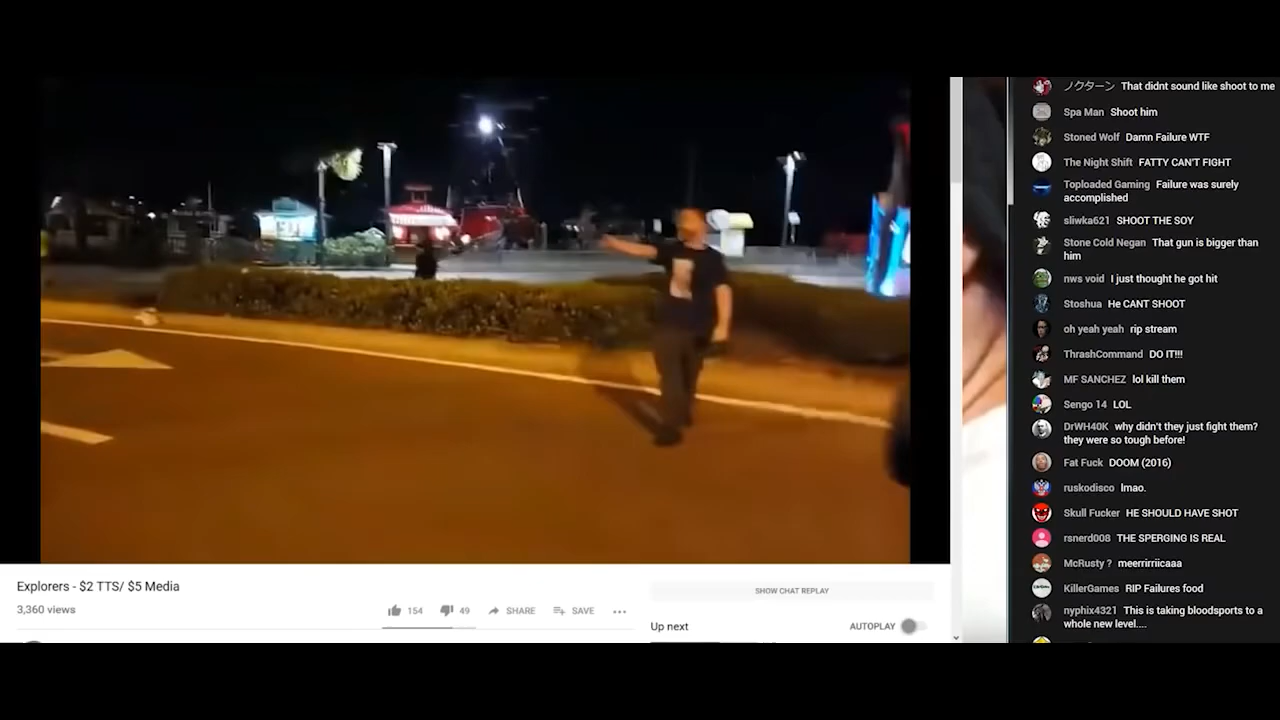 ノクターン That didnt sound like shoot to me
Spa Man Shoot him
Stoned Wolf Damn Failure WTF
The Night Shift FATTY CAN'T FIGHT
Toploaded Gaming Failure was surely
accomplished
sliwka621 SHOOT THE SOY
Stone Cold Negan That gun is bigger than
him
nws void I just thought he got hit
Stoshua He CANT SHOOT
oh yeah yeah rip stream
ThrashCommand DO IT!!!
MF SANCHEZ lol kill them
Sengo 14 LOL
DrWH40K why didn't they just fight them?
they were so tough before!
Fat Fuck DOOM (2016)
ruskodisco lmao.
Skull Fucker HE SHOULD HAVE SHOT
rsnerd008 THE SPERGING IS REAL
McRusty ? meerrirriicaaa
KillerGames RIP Failures food
nyphix4321 This is taking bloodsports to a
whole new level....
Explorers - $2 TTS/ $5 Media
3,360 views
154 49 SHARE SAVE
SHOW CHAT REPLAY
Up next AUTOPLAY